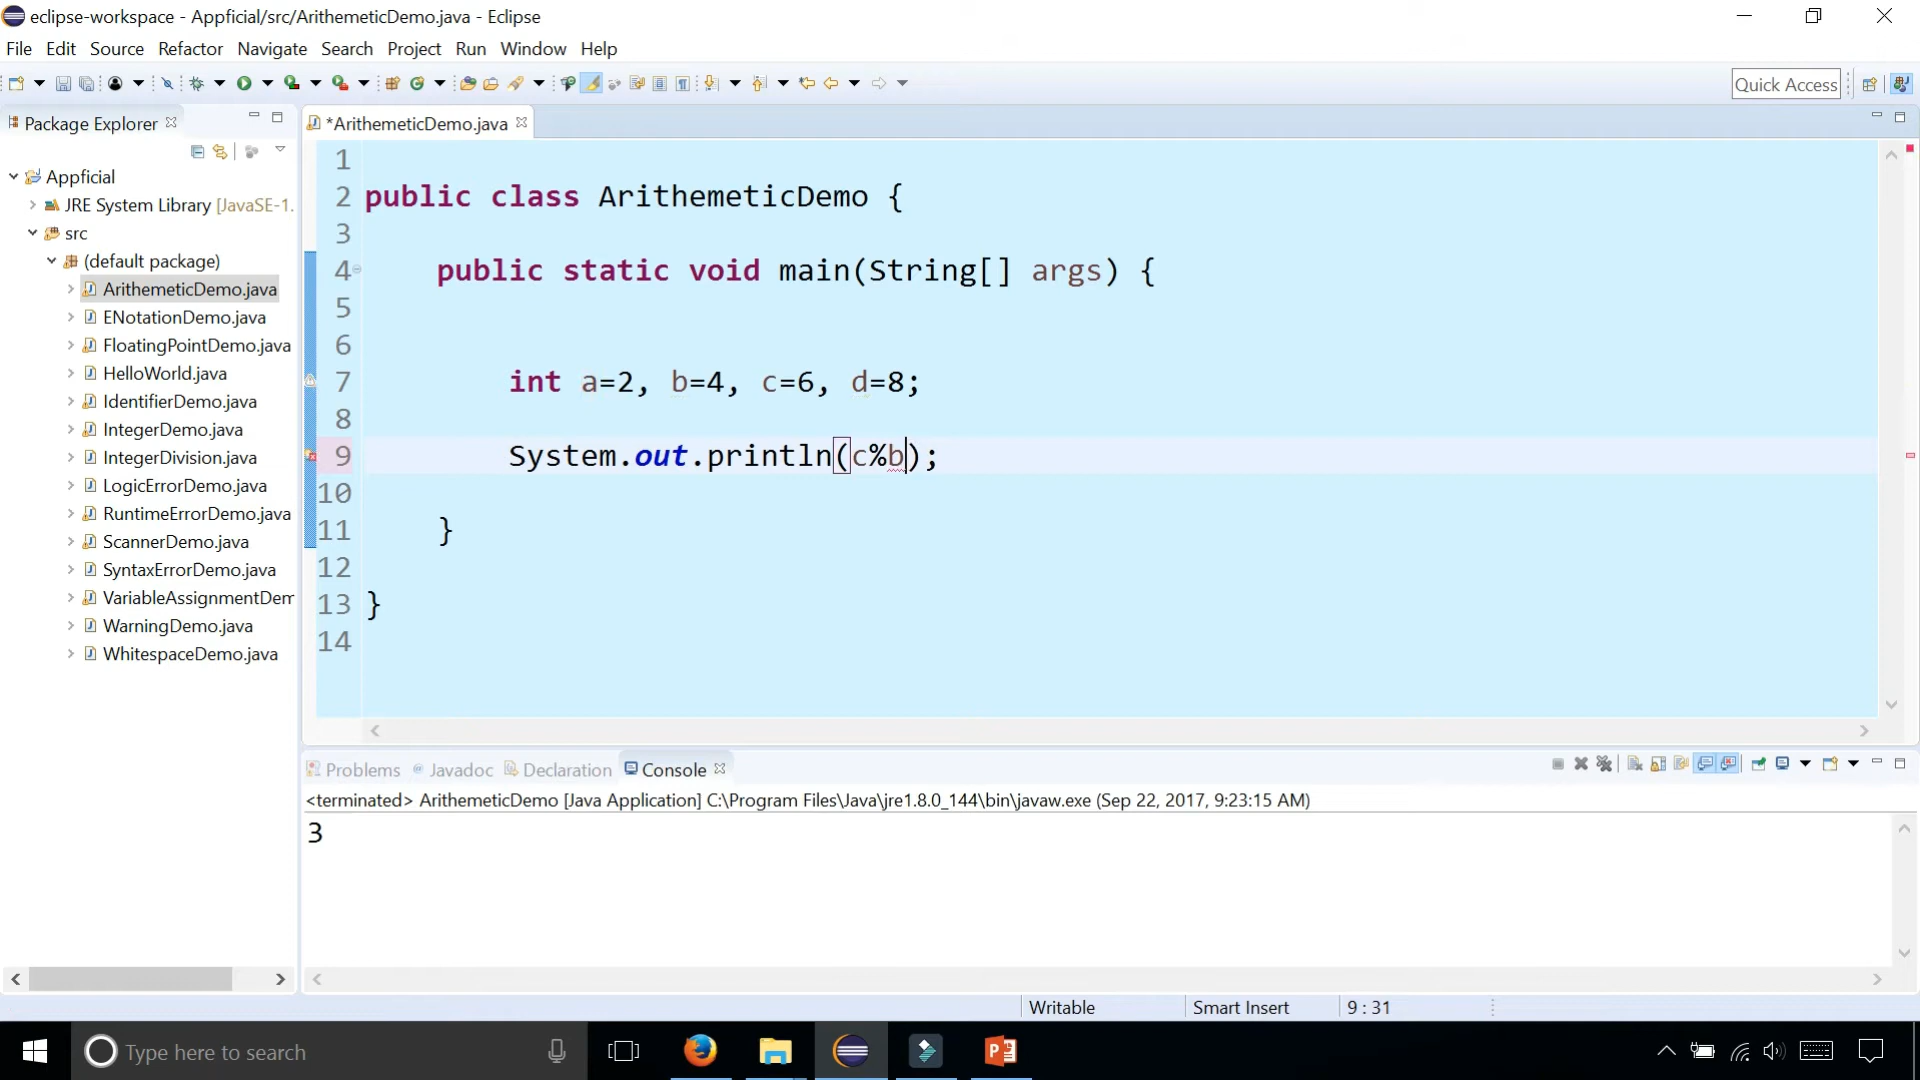 eclipse-workspace - Appficial/src/ArithemeticDemo.java - Eclipse
File Edit Source Refactor Navigate Search Project Run Window Help
Quick Access
Package Explorer
*ArithemeticDemo.java
Appficial
JRE System Library [JavaSE-1.
src
(default package)
ArithemeticDemo.java
ENotationDemo.java
FloatingPointDemo.java
HelloWorld.java
IdentifierDemo.java
IntegerDemo.java
IntegerDivision.java
LogicErrorDemo.java
RuntimeErrorDemo.java
ScannerDemo.java
SyntaxErrorDemo.java
VariableAssignmentDem
WarningDemo.java
WhitespaceDemo.java
1
2 public class ArithemeticDemo {
3
4 public static void main(String[] args) {
5
6
7 int a=2, b=4, c=6, d=8;
8
9 System.out.println(c%b);
10
11 }
12
13 }
14
Problems Javadoc Declaration Console
<terminated> ArithemeticDemo [Java Application] C:\Program Files\Java\jre1.8.0_144\bin\javaw.exe (Sep 22, 2017, 9:23:15 AM)
3
Writable Smart Insert 9 : 31
Type here to search